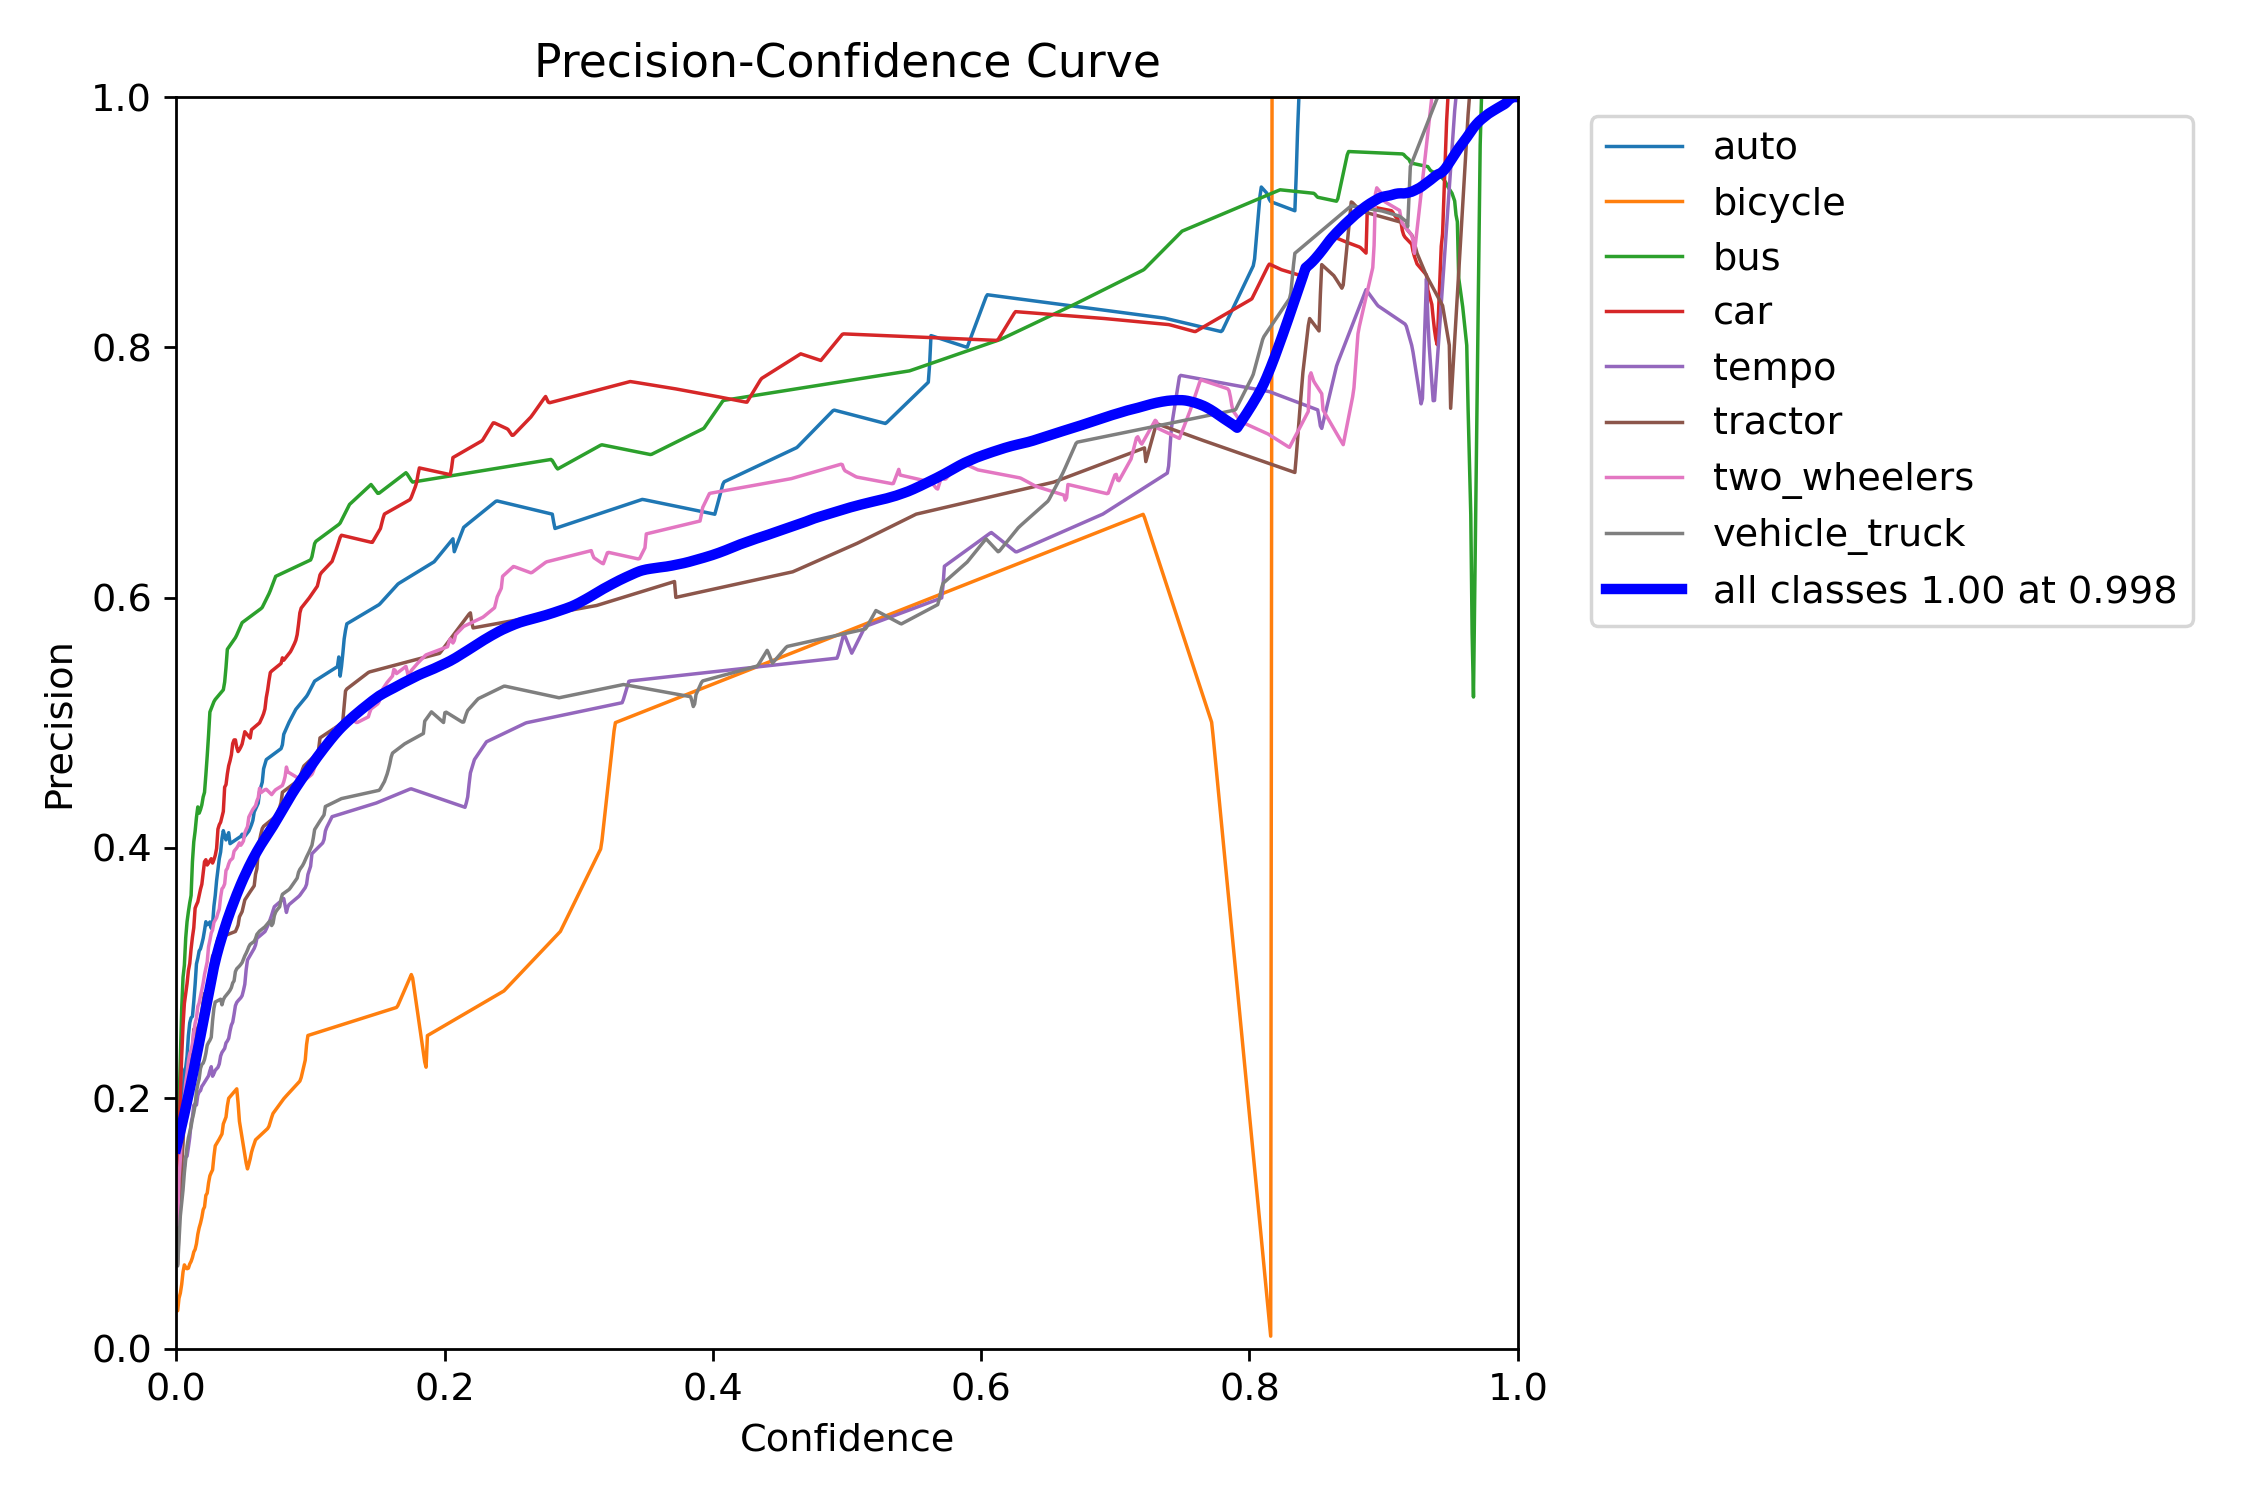 Precision-Confidence Curve
1.0
0.8
0.6
0.4
0.2
0.0
Precision
0.0 0.2 0.4 0.6 0.8 1.0
Confidence
auto
bicycle
bus
car
tempo
tractor
two_wheelers
vehicle_truck
all classes 1.00 at 0.998